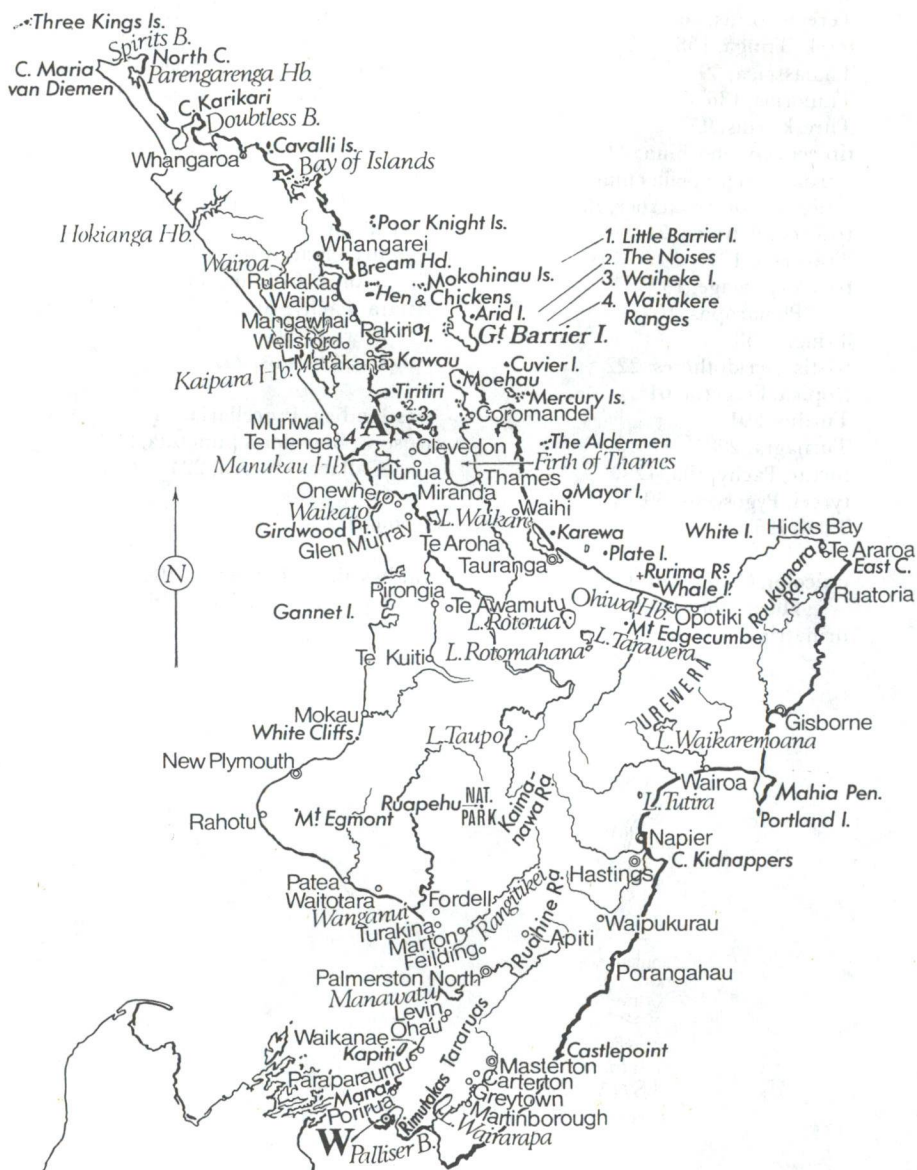 Three Kings Is.
Spirits B.
North C.
C. Maria
van Diemen
Parengarenga Hb.
C. Karikari
Doubtless B.
Cavalli Is.
Whangaroa
Bay of Islands
Hokianga Hb.
Poor Knight Is.
Whangarei
Wairoa
Bream Hd.
Ruakaka
Mokohinau Is.
Waipu
Hen & Chickens
1. Little Barrier I.
2. The Noises
3. Waiheke I.
4. Waitakere
Ranges
Arid I.
Mangawhai
Pakiri
1.
Gt. Barrier I.
Wellsford
Matakana
Kawau
Cuvier I.
Kaipara Hb.
Moehau
Tiritiri
Mercury Is.
2
3
Coromandel
Muriwai
A
Te Henga
4
Clevedon
The Aldermen
Manukau Hb.
Firth of Thames
Hunua
Thames
Onewhero
Miranda
Mayor I.
Waikato
L. Waikare
Waihi
Girdwood Pt.
Glen Murray
Karewa
White I.
Hicks Bay
Te Aroha
Plate I.
Te Araroa
East C.
N
Tauranga
Rurima Rs
Whale I.
Raukumara
Ra.
Ruatoria
Pirongia
Ohiwa Hb.
Opotiki
Gannet I.
Te Awamutu
L. Rotorua
Mt Edgecumbe
L. Tarawera
Te Kuiti
L. Rotomahana
UREWERA
Mokau
Gisborne
White Cliffs
L. Taupo
L. Waikaremoana
New Plymouth
Wairoa
Mahia Pen.
Ruapehu
NAT.
PARK
Kaima-
nawa Ra.
L. Tutira
Portland I.
Rahotu
Mt Egmont
Napier
C. Kidnappers
Hastings
Patea
Waitotara
Fordell
Wanganui
Rangitikei
Ruahine Ra.
Waipukurau
Turakina
Marton
Apiti
Feilding
Porangahau
Palmerston North
Manawatu
Levin
Ohau
Waikanae
Kapiti
Castlepoint
Paraparaumu
Rimutakas Tararuas
Masterton
Carterton
Mana
Greytown
Porirua
Martinborough
W
L. Wairarapa
Palliser B.